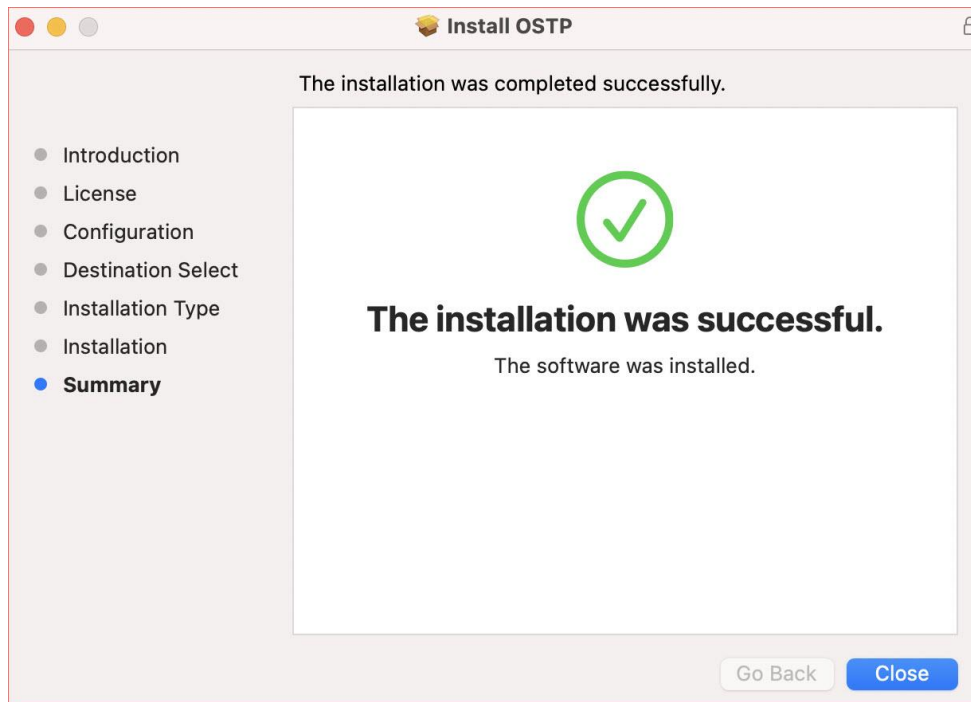 Install OSTP
The installation was completed successfully.
Introduction
License
Configuration
Destination Select
Installation Type
Installation
Summary
The installation was successful.
The software was installed.
Go Back
Close